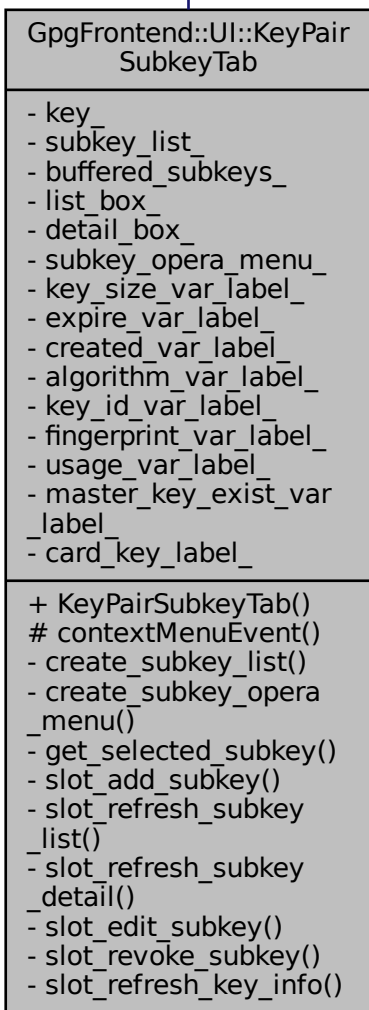 GpgFrontend::UI::KeyPair
SubkeyTab
- key_
- subkey_list_
- buffered_subkeys_
- list_box_
- detail_box_
- subkey_opera_menu_
- key_size_var_label_
- expire_var_label_
- created_var_label_
- algorithm_var_label_
- key_id_var_label_
- fingerprint_var_label_
- usage_var_label_
- master_key_exist_var
_label_
- card_key_label_
+ KeyPairSubkeyTab()
# contextMenuEvent()
- create_subkey_list()
- create_subkey_opera
_menu()
- get_selected_subkey()
- slot_add_subkey()
- slot_refresh_subkey
_list()
- slot_refresh_subkey
_detail()
- slot_edit_subkey()
- slot_revoke_subkey()
- slot_refresh_key_info()